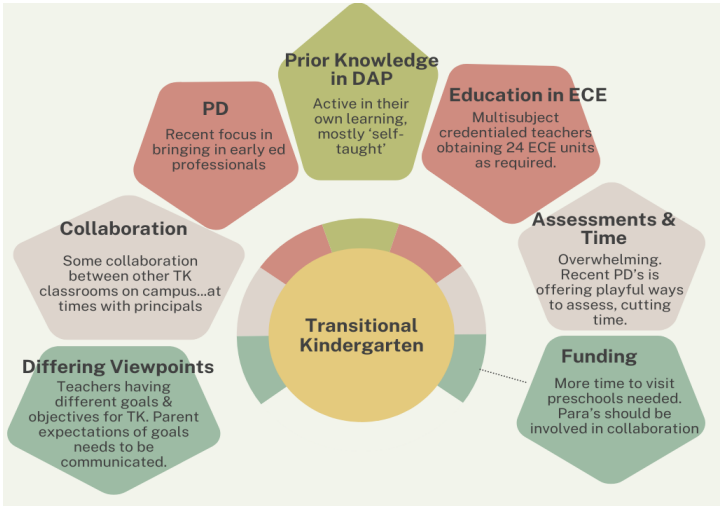 Prior Knowledge
in DAP
Active in their
own learning,
mostly ‘self-
taught’
PD
Recent focus in
bringing in early ed
professionals
Education in ECE
Multisubject
credentialed teachers
obtaining 24 ECE units
as required.
Collaboration
Some collaboration
between other TK
classrooms on campus...at
times with principals
Assessments &
Time
Overwhelming.
Recent PD's is
offering playful ways
to assess, cutting
time.
Transitional
Kindergarten
Differing Viewpoints
Teachers having
different goals &
objectives for TK. Parent
expectations of goals
needs to be
communicated.
Funding
More time to visit
preschools needed.
Para's should be
involved in collaboration